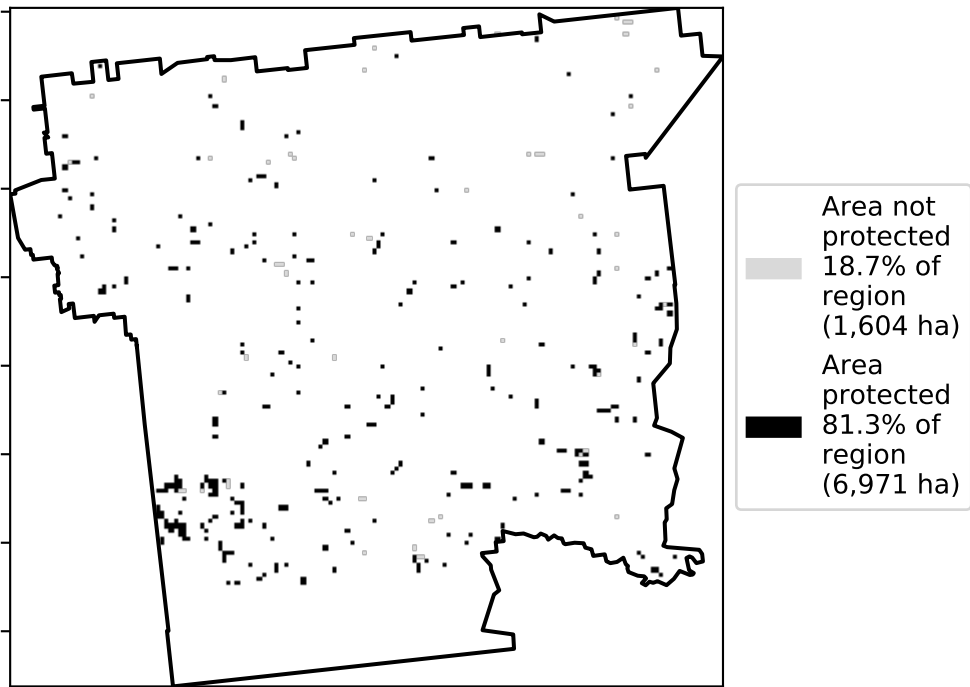 Area not
protected
18.7% of
region
(1,604 ha)
Area
protected
81.3% of
region
(6,971 ha)